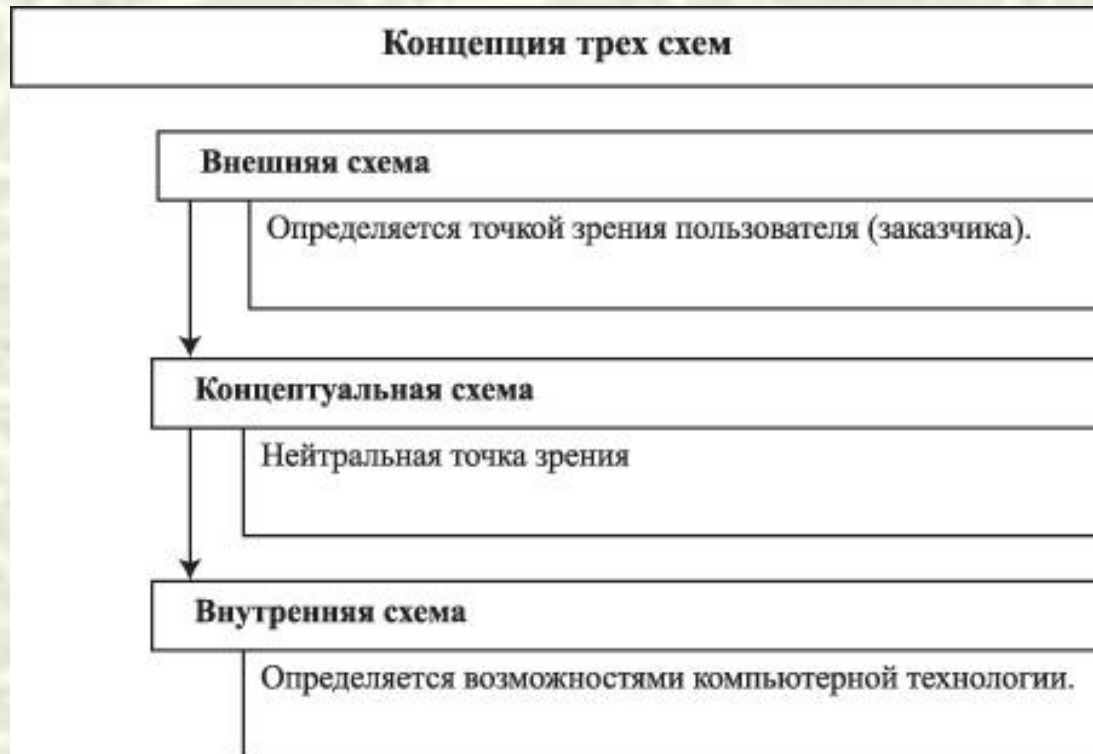 Концепция трех схем
Внешняя схема
Определяется точкой зрения пользователя (заказчика).
Концептуальная схема
Нейтральная точка зрения
Внутренняя схема
Определяется возможностями компьютерной технологии.